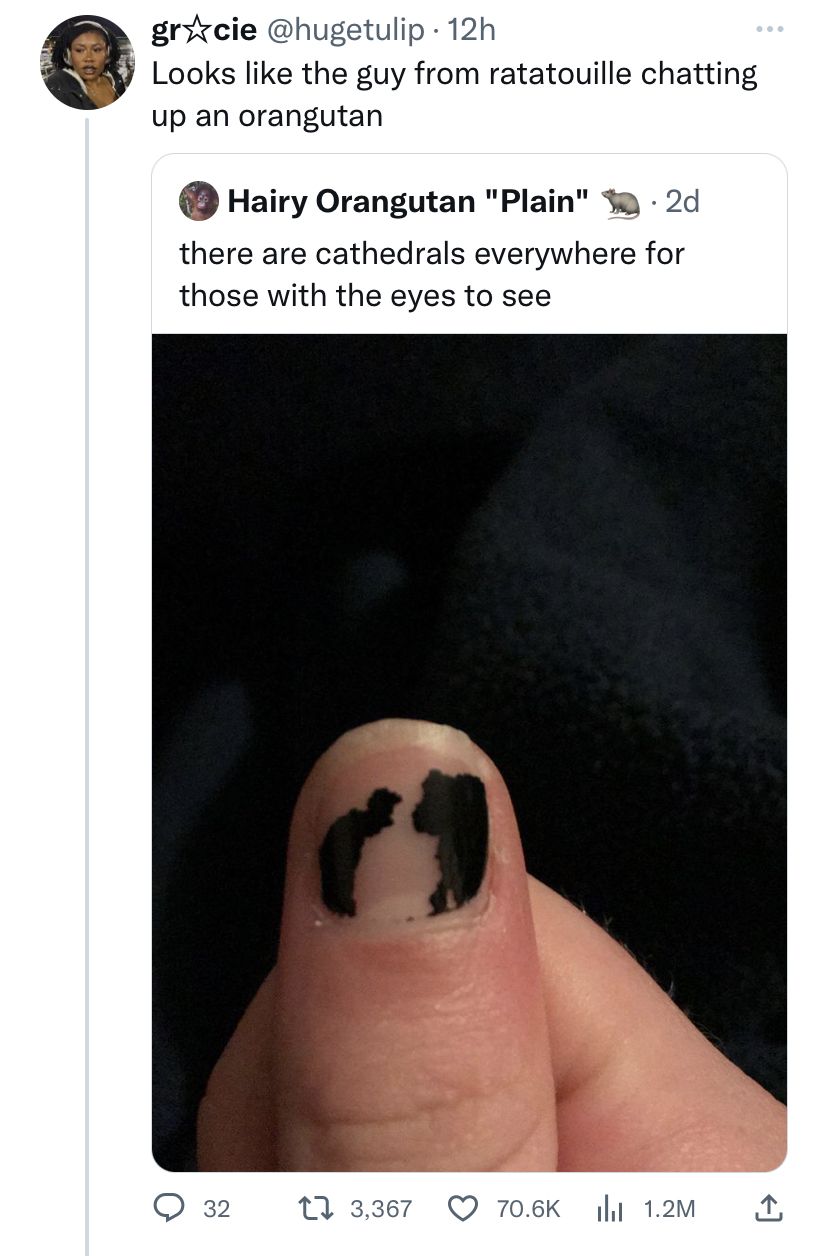 gr☆cie @hugetulip · 12h
Looks like the guy from ratatouille chatting
up an orangutan
Hairy Orangutan "Plain" 🐀 · 2d
there are cathedrals everywhere for
those with the eyes to see
32 3,367 70.6K 1.2M